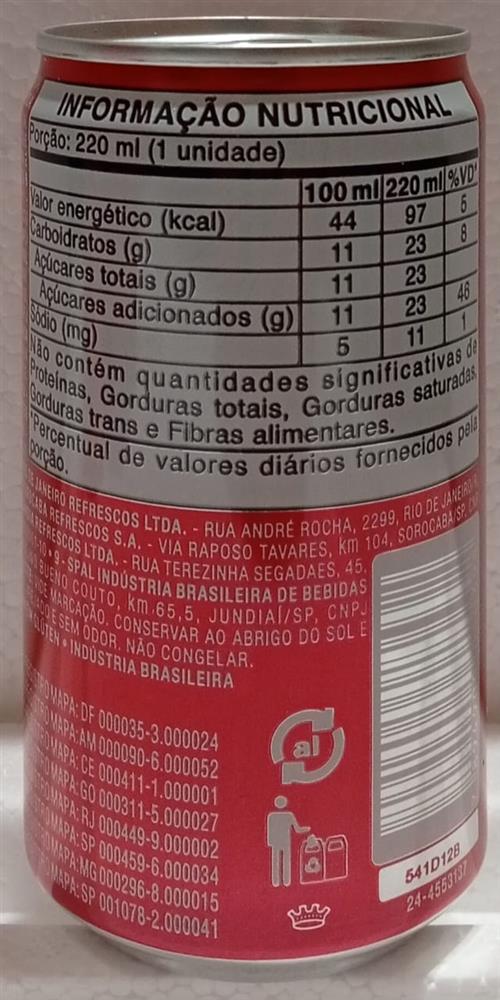 INFORMAÇÃO NUTRICIONAL
Porção: 220 ml (1 unidade)
100 ml 220 ml %VD*
Valor energético (kcal) 44 97 5
Carboidratos (g) 11 23 8
Açúcares totais (g) 11 23
Açúcares adicionados (g) 11 23 46
Sódio (mg) 5 11 1
Não contém quantidades significativas de
Proteínas, Gorduras totais, Gorduras saturadas,
Gorduras trans e Fibras alimentares.
*Percentual de valores diários fornecidos pela
porção.
JANEIRO REFRESCOS LTDA. - RUA ANDRÉ ROCHA, 2299, RIO DE JANEIRO/
REFRESCOS S.A. - VIA RAPOSO TAVARES, km 104, SOROCABA/SP,
REFRESCOS LTDA. - RUA TEREZINHA SEGADAES, 45,
9 - SPAL INDÚSTRIA BRASILEIRA DE BEBIDAS
BUENO COUTO, km 65,5, JUNDIAÍ/SP, CNPJ
MARCAÇÃO. CONSERVAR AO ABRIGO DO SOL E
E SEM ODOR. NÃO CONGELAR.
GLÚTEN • INDÚSTRIA BRASILEIRA
MAPA: DF 000035-3.000024
MAPA: AM 000090-6.000052
MAPA: CE 000411-1.000001
MAPA: GO 000311-5.000027
MAPA: RJ 000449-9.000002
MAPA: SP 000459-6.000034
MAPA: MG 000296-8.000015
MAPA: SP 001078-2.000041
al
541D12B